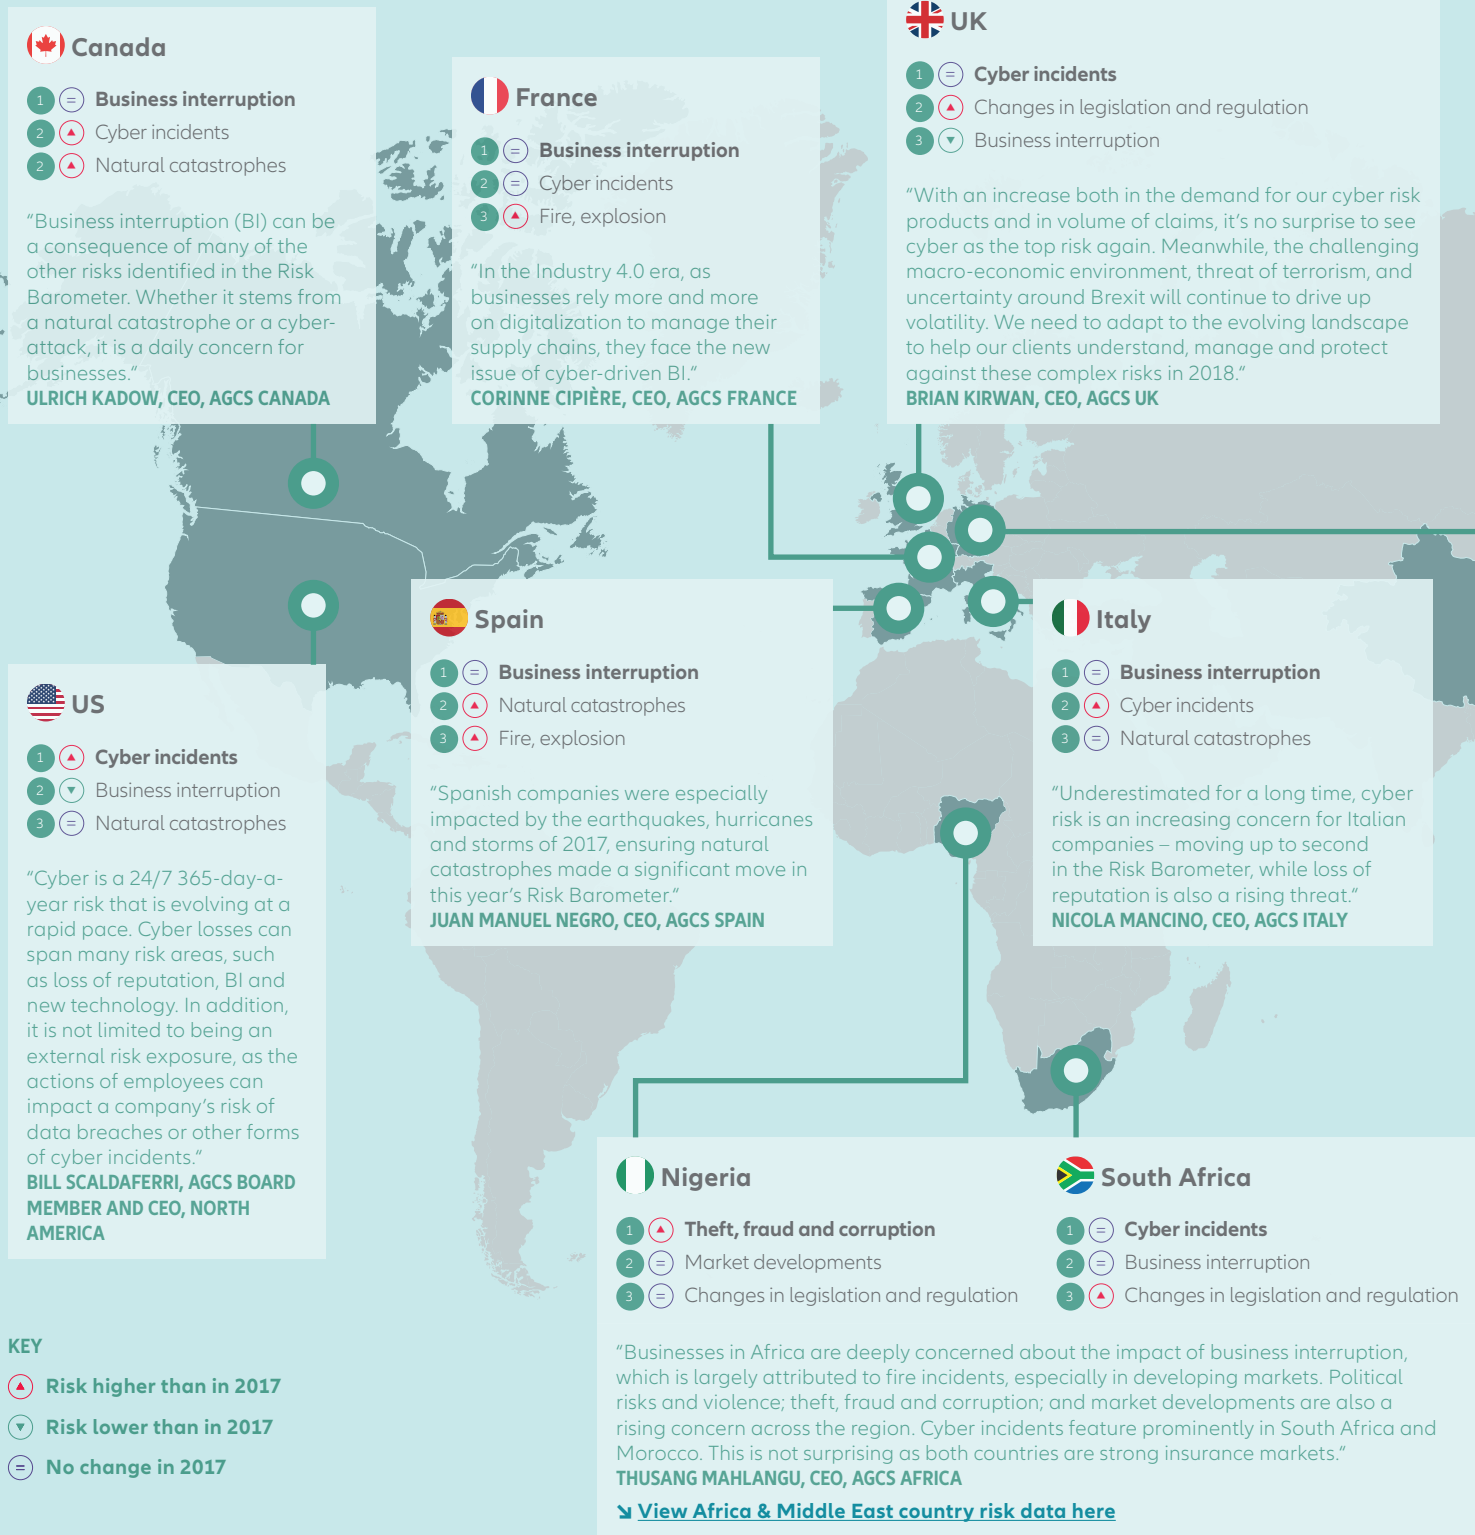 Canada
1 = Business interruption
2 ▲ Cyber incidents
2 ▲ Natural catastrophes
“Business interruption (BI) can be
a consequence of many of the
other risks identified in the Risk
Barometer. Whether it stems from
a natural catastrophe or a cyber-
attack, it is a daily concern for
businesses.“
ULRICH KADOW, CEO, AGCS CANADA
France
1 = Business interruption
2 = Cyber incidents
3 ▲ Fire, explosion
“In the Industry 4.0 era, as
businesses rely more and more
on digitalization to manage their
supply chains, they face the new
issue of cyber-driven BI.“
CORINNE CIPIÈRE, CEO, AGCS FRANCE
UK
1 = Cyber incidents
2 ▲ Changes in legislation and regulation
3 ▼ Business interruption
“With an increase both in the demand for our cyber risk
products and in volume of claims, it’s no surprise to see
cyber as the top risk again. Meanwhile, the challenging
macro-economic environment, threat of terrorism, and
uncertainty around Brexit will continue to drive up
volatility. We need to adapt to the evolving landscape
to help our clients understand, manage and protect
against these complex risks in 2018.“
BRIAN KIRWAN, CEO, AGCS UK
US
1 ▲ Cyber incidents
2 ▼ Business interruption
3 = Natural catastrophes
“Cyber is a 24/7 365-day-a-
year risk that is evolving at a
rapid pace. Cyber losses can
span many risk areas, such
as loss of reputation, BI and
new technology. In addition,
it is not limited to being an
external risk exposure, as the
actions of employees can
impact a company’s risk of
data breaches or other forms
of cyber incidents.“
BILL SCALDAFERRI, AGCS BOARD
MEMBER AND CEO, NORTH
AMERICA
Spain
1 = Business interruption
2 ▲ Natural catastrophes
3 ▲ Fire, explosion
“Spanish companies were especially
impacted by the earthquakes, hurricanes
and storms of 2017, ensuring natural
catastrophes made a significant move in
this year’s Risk Barometer.“
JUAN MANUEL NEGRO, CEO, AGCS SPAIN
Italy
1 = Business interruption
2 ▲ Cyber incidents
3 = Natural catastrophes
“Underestimated for a long time, cyber
risk is an increasing concern for Italian
companies – moving up to second
in the Risk Barometer, while loss of
reputation is also a rising threat.“
NICOLA MANCINO, CEO, AGCS ITALY
Nigeria
1 ▲ Theft, fraud and corruption
2 = Market developments
3 = Changes in legislation and regulation
South Africa
1 = Cyber incidents
2 = Business interruption
3 ▲ Changes in legislation and regulation
“Businesses in Africa are deeply concerned about the impact of business interruption,
which is largely attributed to fire incidents, especially in developing markets. Political
risks and violence; theft, fraud and corruption; and market developments are also a
rising concern across the region. Cyber incidents feature prominently in South Africa and
Morocco. This is not surprising as both countries are strong insurance markets.“
THUSANG MAHLANGU, CEO, AGCS AFRICA
View Africa & Middle East country risk data here
KEY
▲ Risk higher than in 2017
▼ Risk lower than in 2017
= No change in 2017